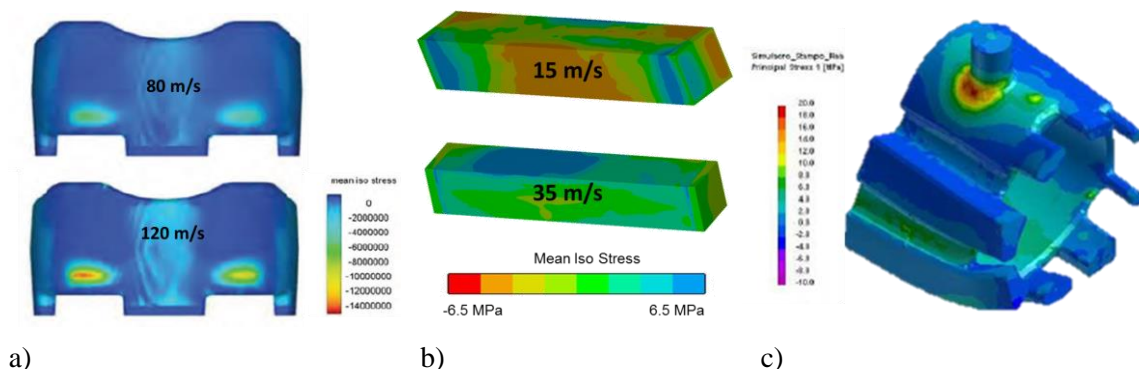 80 m/s
120 m/s
mean iso stress
0
-2000000
-4000000
-6000000
-8000000
-10000000
-12000000
-14000000
15 m/s
35 m/s
Mean Iso Stress
-6.5 MPa
6.5 MPa
Principal Stress 1 [MPa]
20.0
18.0
16.0
14.0
12.0
10.0
-10.0
a)
b)
c)